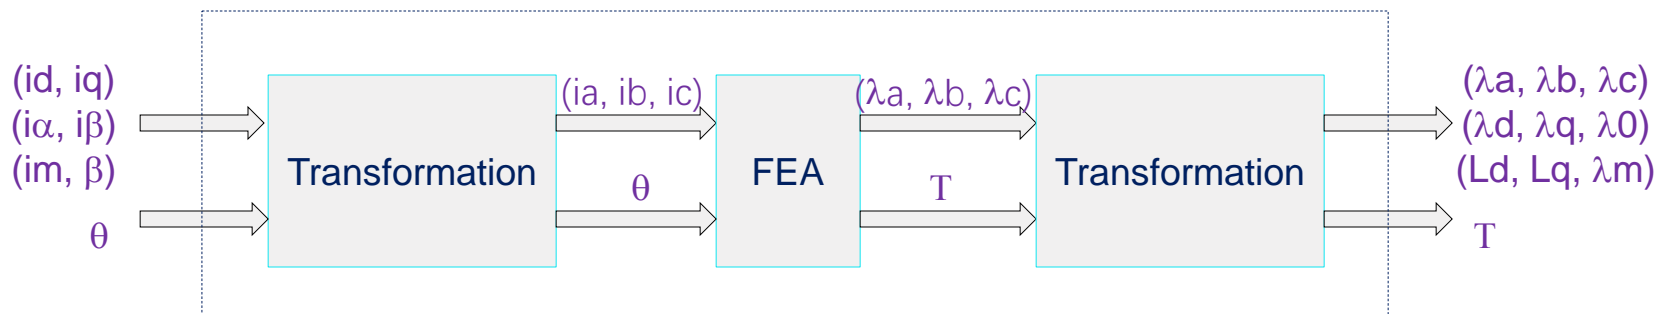 (id, iq)
(iα, iβ)
(im, β)
θ
Transformation
(ia, ib, ic)
θ
FEA
(λa, λb, λc)
T
Transformation
(λa, λb, λc)
(λd, λq, λ0)
(Ld, Lq, λm)
T